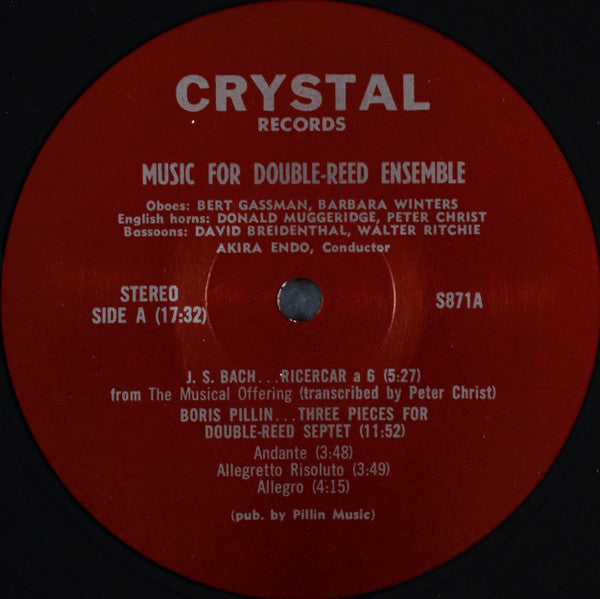 CRYSTAL
RECORDS
MUSIC FOR DOUBLE-REED ENSEMBLE
Oboes: BERT GASSMAN, BARBARA WINTERS
English horns: DONALD MUGGERIDGE, PETER CHRIST
Bassoons: DAVID BREIDENTHAL, WALTER RITCHIE
AKIRA ENDO, Conductor
STEREO
SIDE A (17:32)
S871A
J. S. BACH...RICERCAR a 6 (5:27)
from The Musical Offering (transcribed by Peter Christ)
BORIS PILLIN...THREE PIECES FOR
DOUBLE-REED SEPTET (11:52)
Andante (3:48)
Allegretto Risoluto (3:49)
Allegro (4:15)
(pub. by Pillin Music)